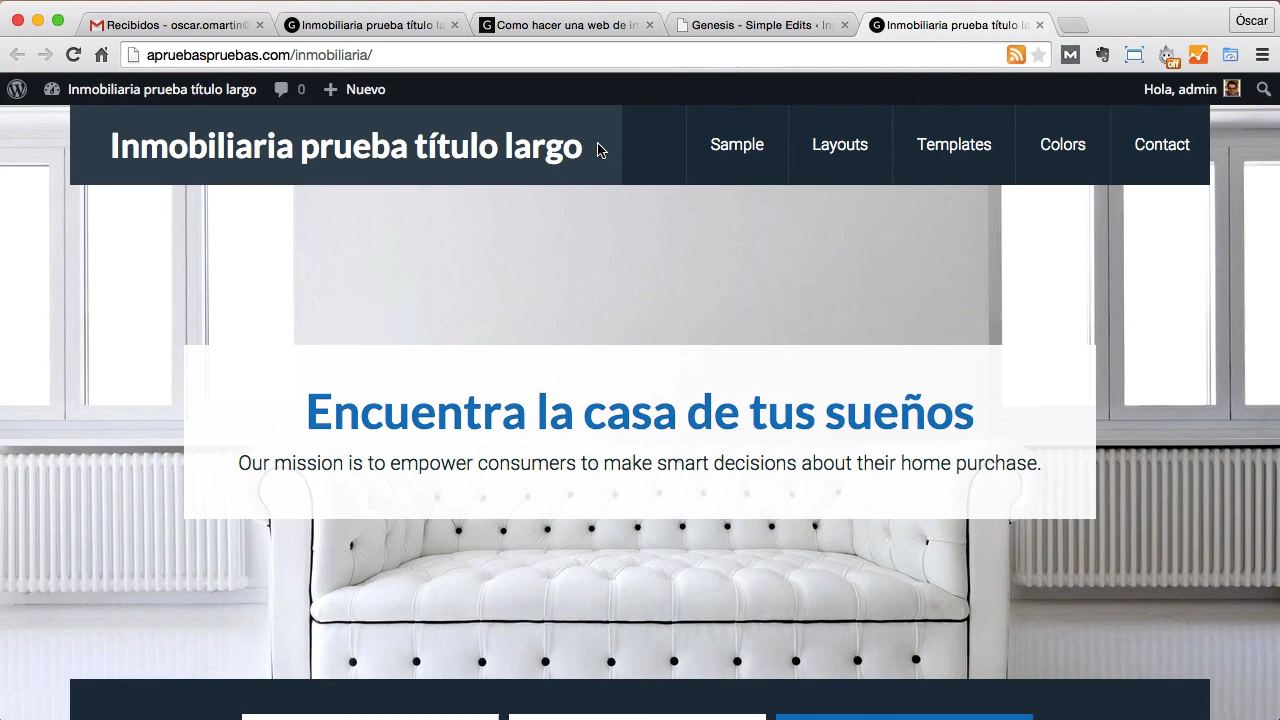 Recibidos - oscar.omartin@
Inmobiliaria prueba título la
Como hacer una web de in
Genesis - Simple Edits ‹ In
Inmobiliaria prueba título la
Óscar
apruebaspruebas.com/inmobiliaria/
off
Inmobiliaria prueba título largo
0
Nuevo
Hola, admin
Inmobiliaria prueba título largo
Sample
Layouts
Templates
Colors
Contact
Encuentra la casa de tus sueños
Our mission is to empower consumers to make smart decisions about their home purchase.